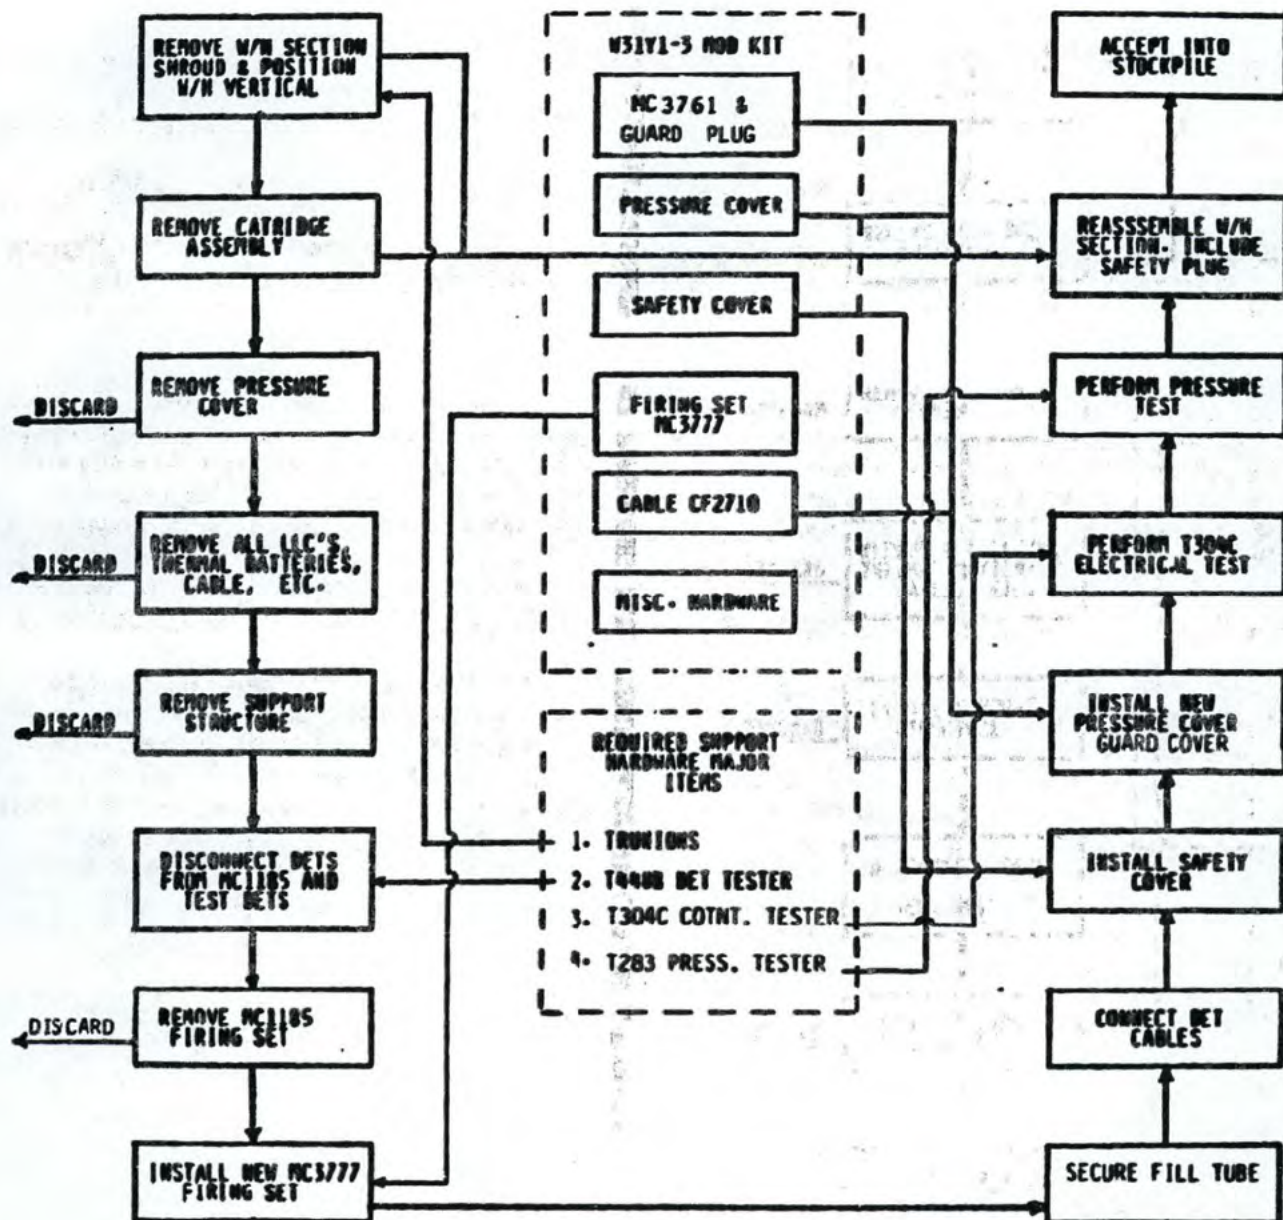 REMOVE W/H SECTION
SHROUD & POSITION
W/H VERTICAL
REMOVE CATRIDGE
ASSEMBLY
REMOVE PRESSURE
COVER
DISCARD
REMOVE ALL LLC'S,
THERMAL BATTERIES,
CABLE, ETC.
DISCARD
REMOVE SUPPORT
STRUCTURE
DISCARD
DISCONNECT DETS
FROM MC1185 AND
TEST DETS
REMOVE MC1185
FIRING SET
DISCARD
INSTALL NEW MC3777
FIRING SET
W31Y1-3 MOD KIT
MC3761 &
GUARD PLUG
PRESSURE COVER
SAFETY COVER
FIRING SET
MC3777
CABLE CF2710
MISC. HARDWARE
REQUIRED SUPPORT
HARDWARE MAJOR
ITEMS
1. TRUNIONS
2. T440B DET TESTER
3. T304C COTNT. TESTER
4. T283 PRESS. TESTER
ACCEPT INTO
STOCKPILE
REASSSEMBLE W/H
SECTION. INCLUDE
SAFETY PLUG
PERFORM PRESSURE
TEST
PERFORM T304C
ELECTRICAL TEST
INSTALL NEW
PRESSURE COVER
GUARD COVER
INSTALL SAFETY
COVER
CONNECT DET
CABLES
SECURE FILL TUBE